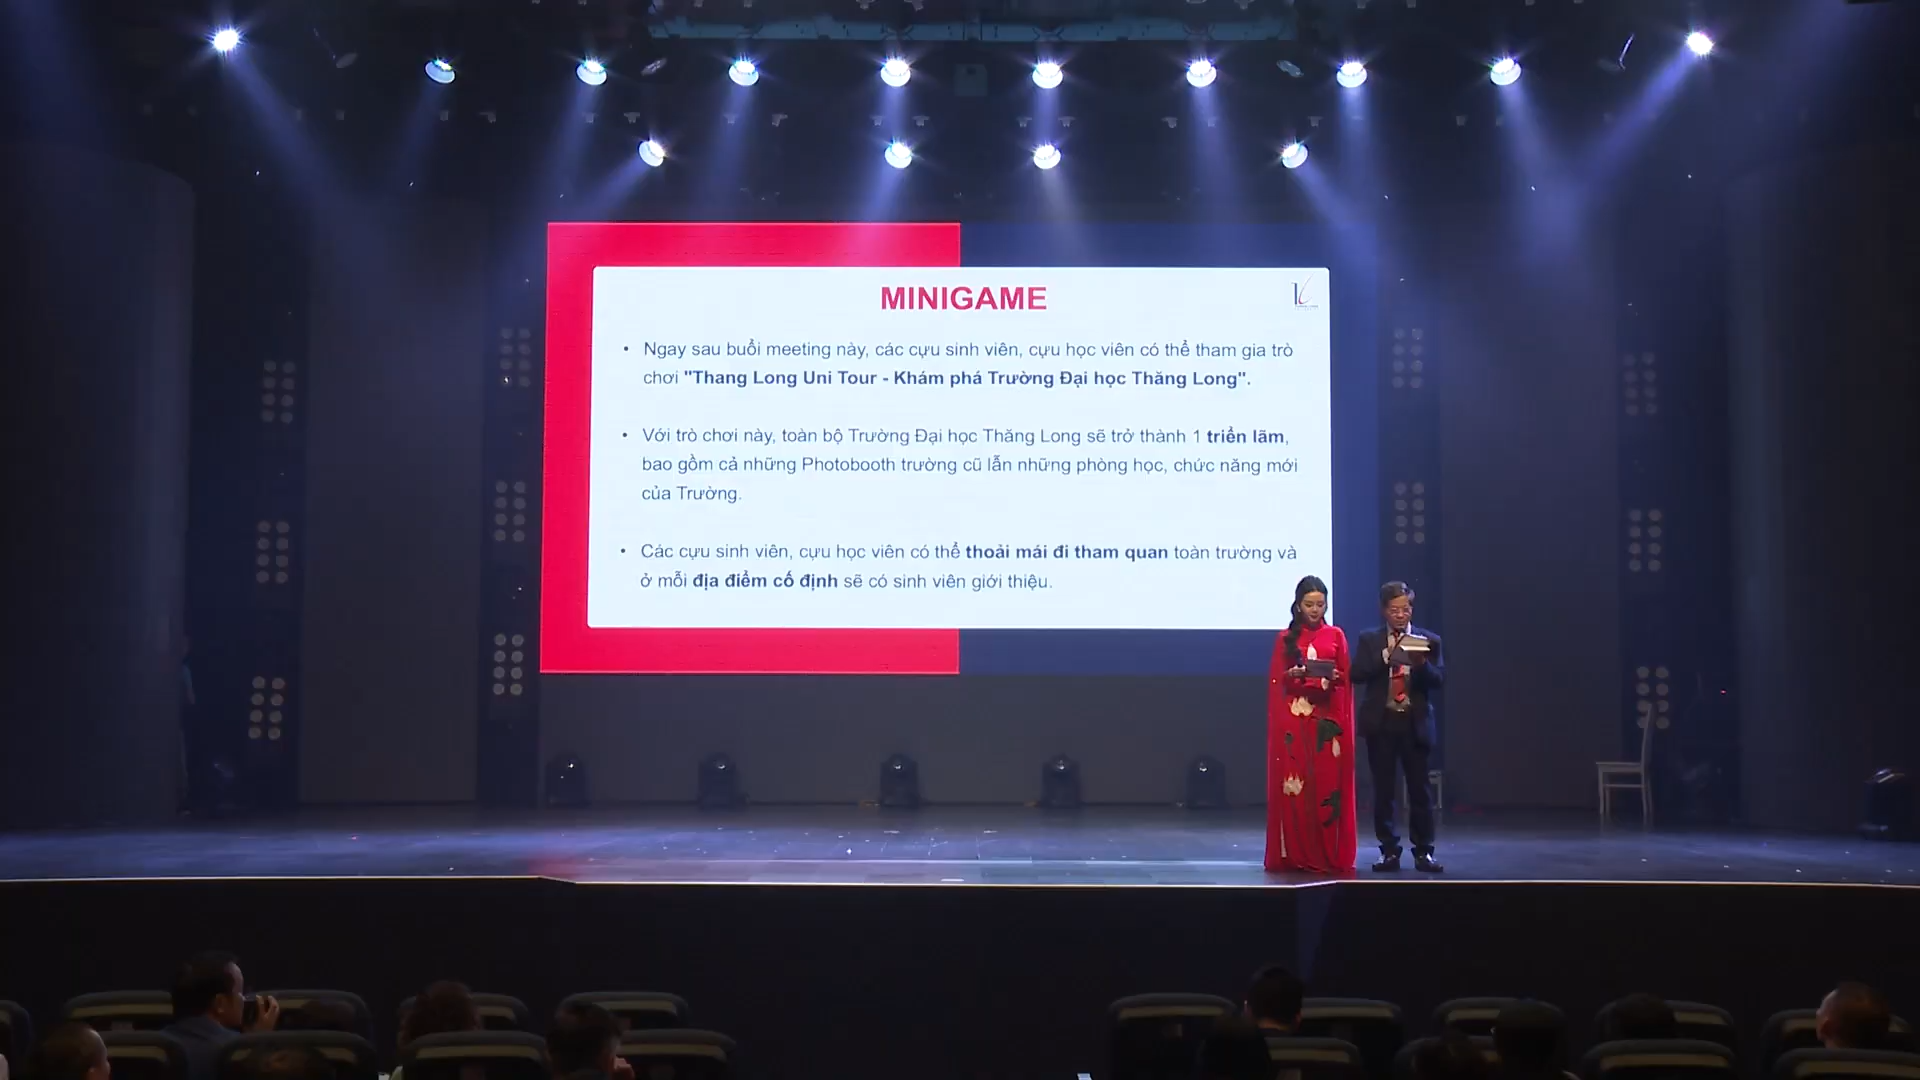 MINIGAME
• Ngay sau buổi meeting này, các cựu sinh viên, cựu học viên có thể tham gia trò
chơi "Thang Long Uni Tour - Khám phá Trường Đại học Thăng Long".
• Với trò chơi này, toàn bộ Trường Đại học Thăng Long sẽ trở thành 1 triển lãm,
bao gồm cả những Photobooth trường cũ lẫn những phòng học, chức năng mới
của Trường.
• Các cựu sinh viên, cựu học viên có thể thoải mái đi tham quan toàn trường và
ở mỗi địa điểm cố định sẽ có sinh viên giới thiệu.